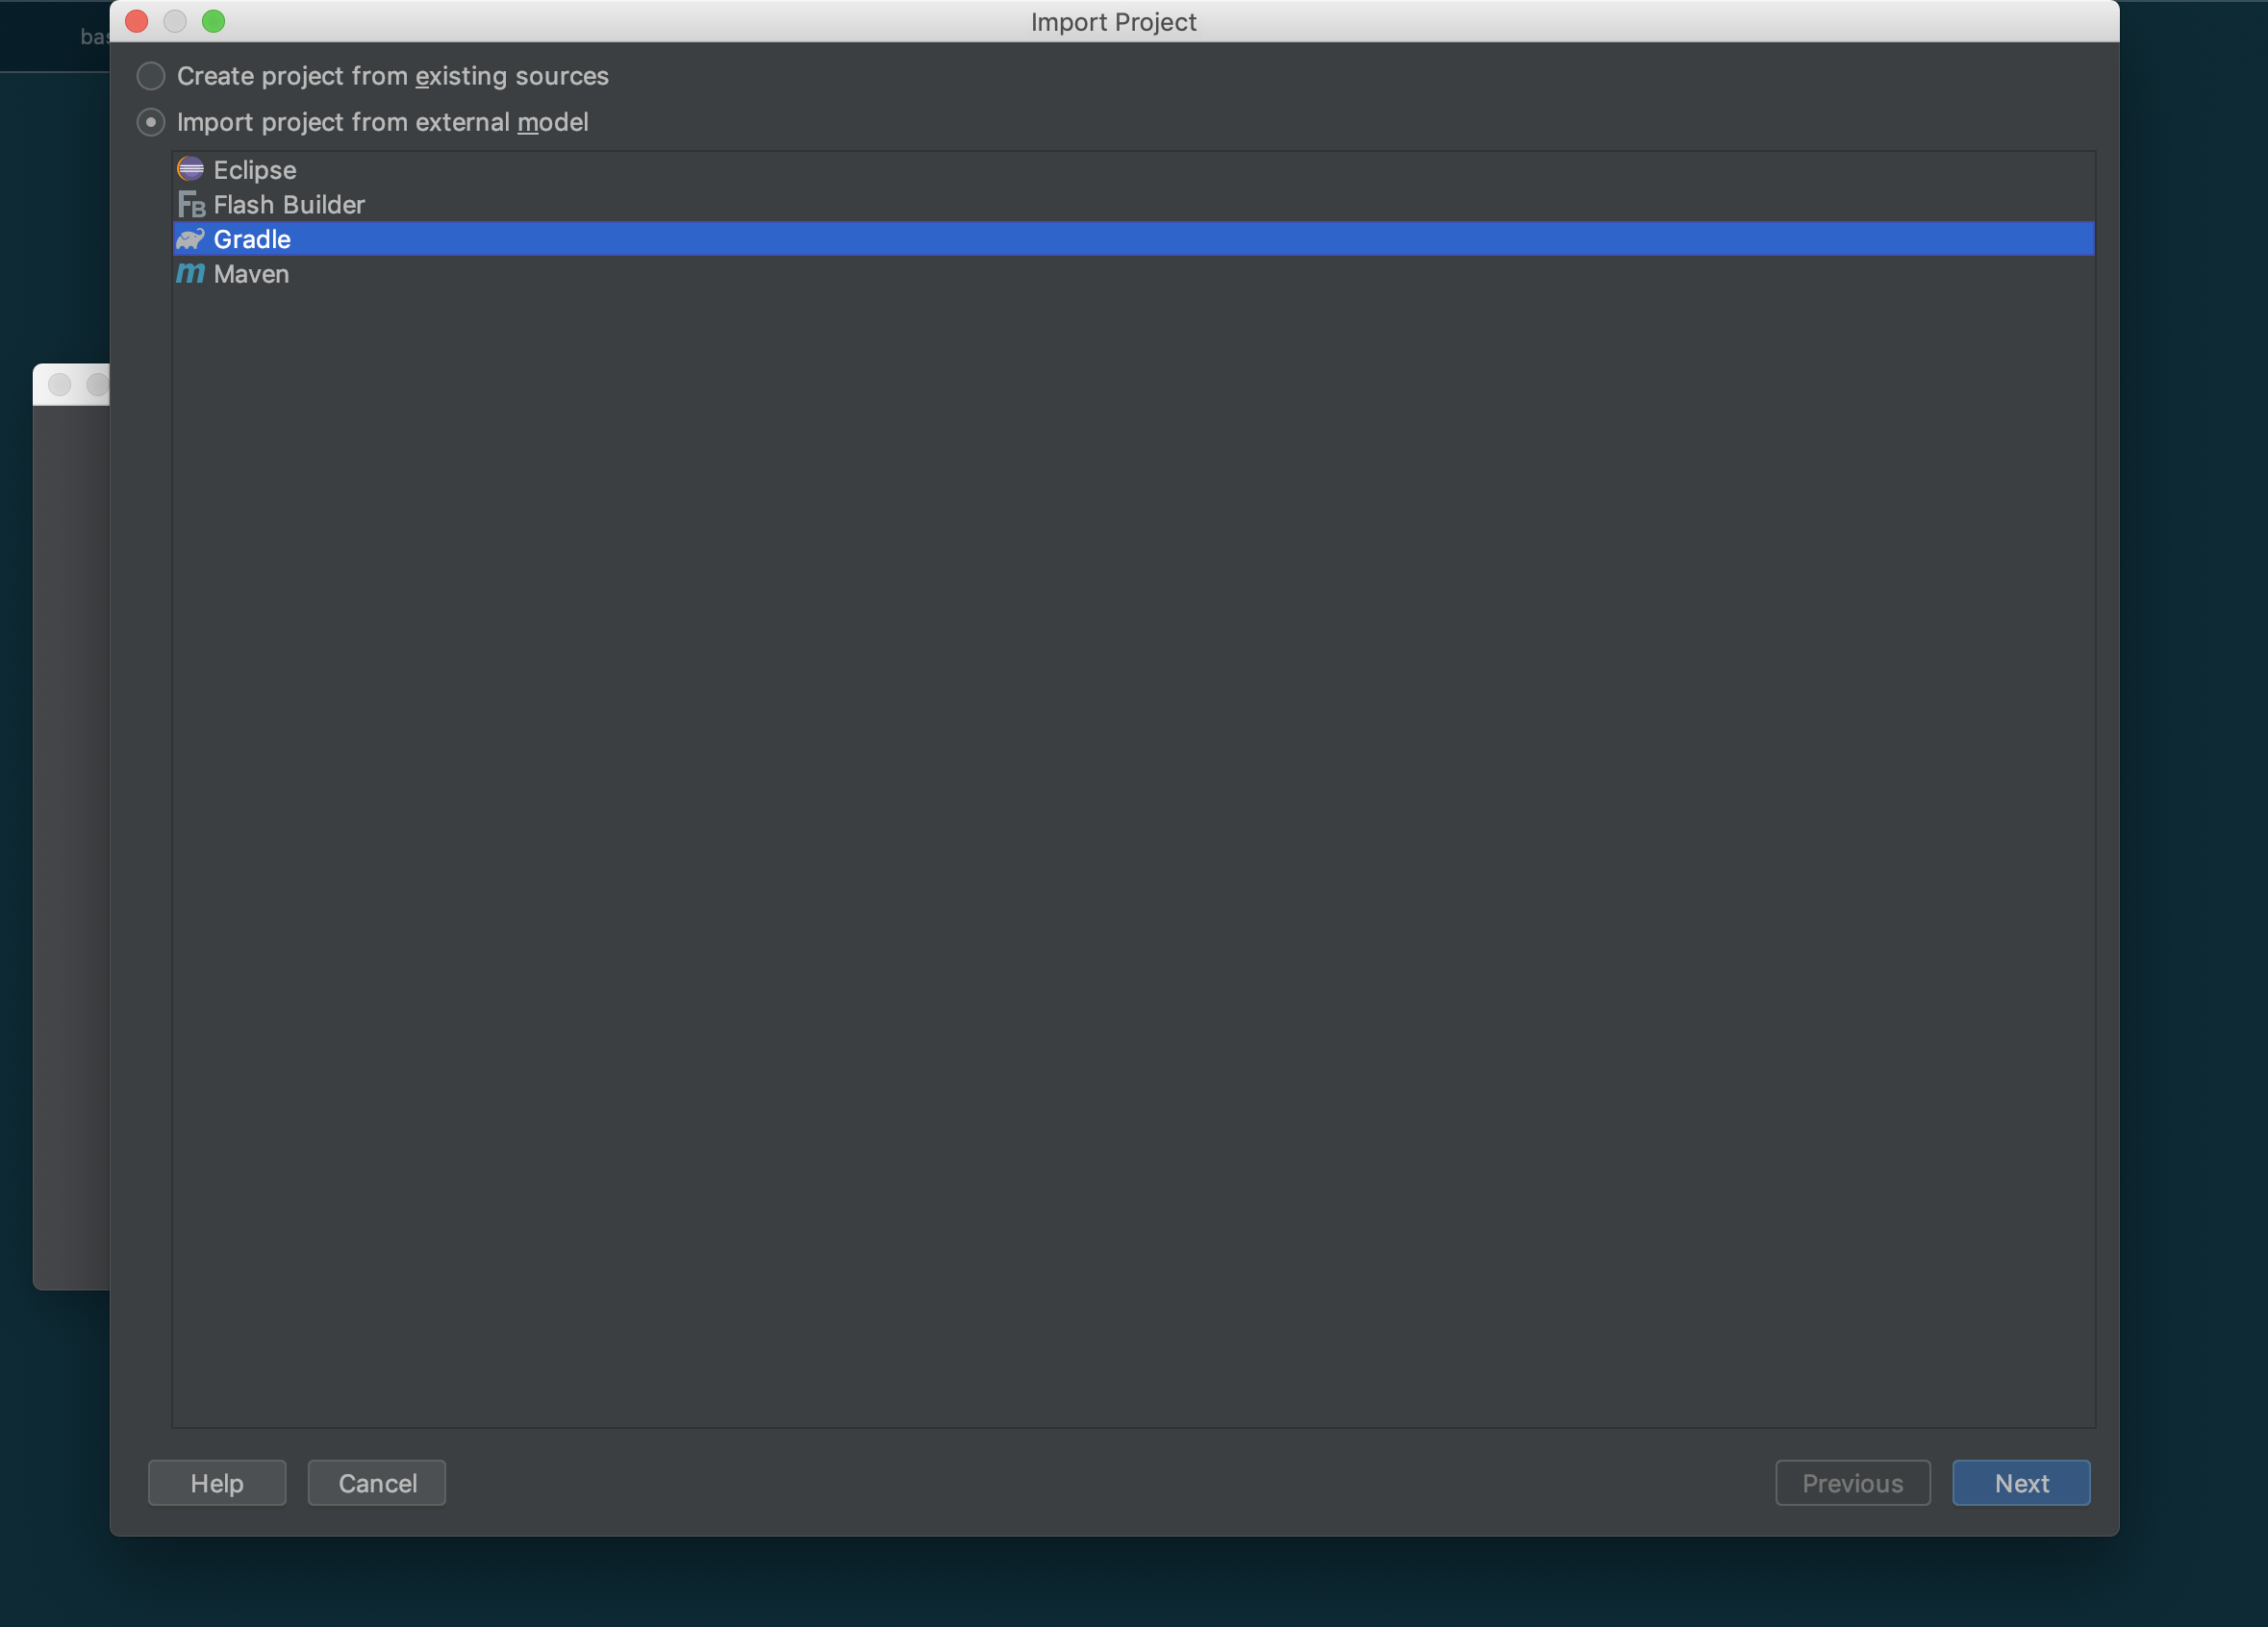 Import Project
Create project from existing sources
Import project from external model
Eclipse
FB Flash Builder
Gradle
m Maven
Help Cancel Previous Next